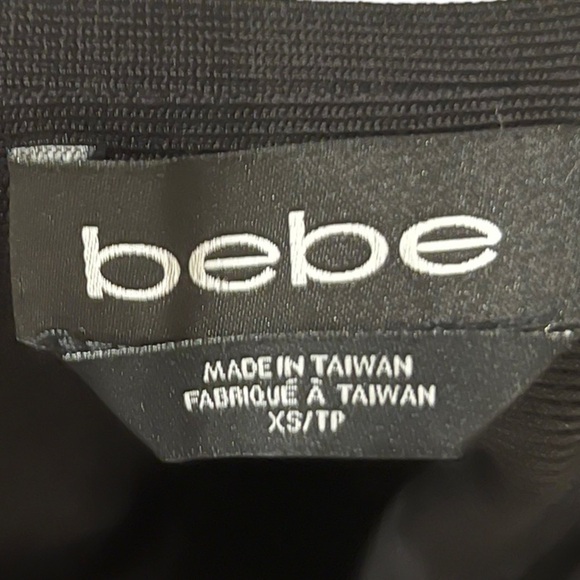 bebe
MADE IN TAIWAN
FABRIQUÉ À TAIWAN
XS/TP